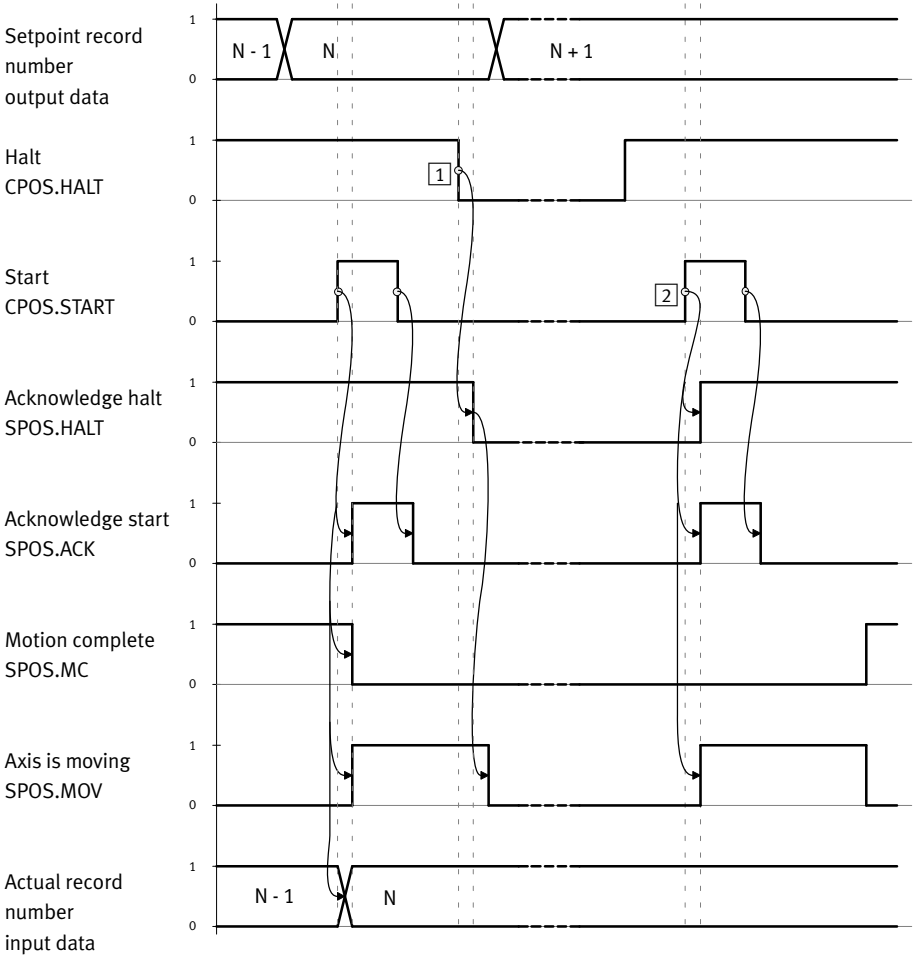 Setpoint record
number
output data
1
0
N - 1
N
N + 1
Halt
CPOS.HALT
1
0
1
Start
CPOS.START
1
0
2
Acknowledge halt
SPOS.HALT
1
0
Acknowledge start
SPOS.ACK
1
0
Motion complete
SPOS.MC
1
0
Axis is moving
SPOS.MOV
1
0
Actual record
number
input data
1
0
N - 1
N